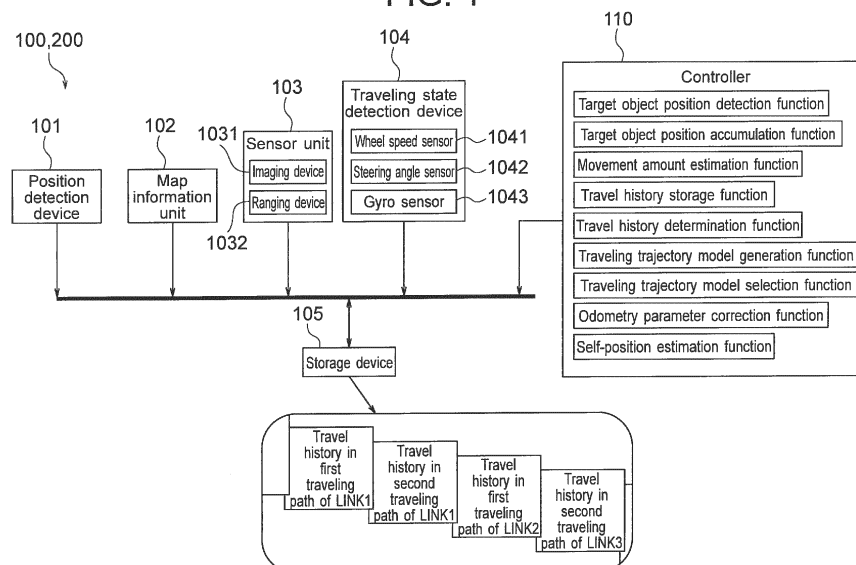 FIG. 1
100,200
101
Position
detection
device
102
Map
information
unit
103
Sensor unit
1031
Imaging device
Ranging device
1032
104
Traveling state
detection device
Wheel speed sensor
1041
Steering angle sensor
1042
Gyro sensor
1043
110
Controller
Target object position detection function
Target object position accumulation function
Movement amount estimation function
Travel history storage function
Travel history determination function
Traveling trajectory model generation function
Traveling trajectory model selection function
Odometry parameter correction function
Self-position estimation function
105
Storage device
Travel
history in
first
traveling
path of LINK1
Travel
history in
second
traveling
path of LINK1
Travel
history in
first
traveling
path of LINK2
Travel
history in
second
traveling
path of LINK3